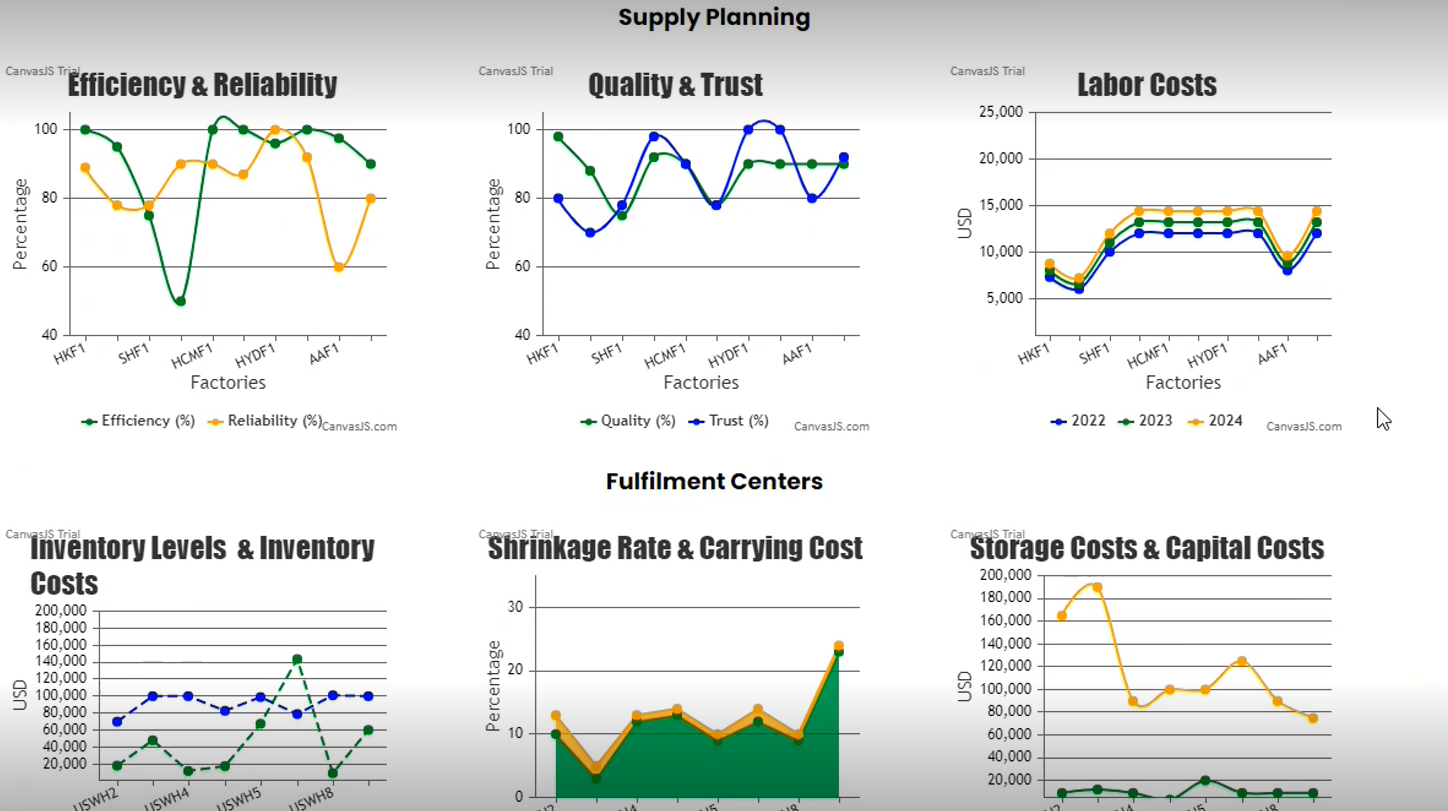 Supply Planning
CanvasJS Trial
Efficiency & Reliability
100
80
60
40
Percentage
HKF1
SHF1
HCMF1
HYDF1
AAF1
Factories
Efficiency (%)
Reliability (%)
CanvasJS.com
CanvasJS Trial
Quality & Trust
100
80
60
40
Percentage
HKF1
SHF1
HCMF1
HYDF1
AAF1
Factories
Quality (%)
Trust (%)
CanvasJS.com
CanvasJS Trial
Labor Costs
25,000
20,000
15,000
10,000
5,000
USD
HKF1
SHF1
HCMF1
HYDF1
AAF1
Factories
2022
2023
2024
CanvasJS.com
Fulfilment Centers
CanvasJS Trial
Inventory Levels & Inventory
Costs
200,000
180,000
160,000
140,000
120,000
100,000
80,000
60,000
40,000
20,000
USD
USWH2
USWH4
USWH5
USWH8
CanvasJS Trial
Shrinkage Rate & Carrying Cost
30
20
10
0
Percentage
CanvasJS Trial
Storage Costs & Capital Costs
200,000
180,000
160,000
140,000
120,000
100,000
80,000
60,000
40,000
20,000
USD